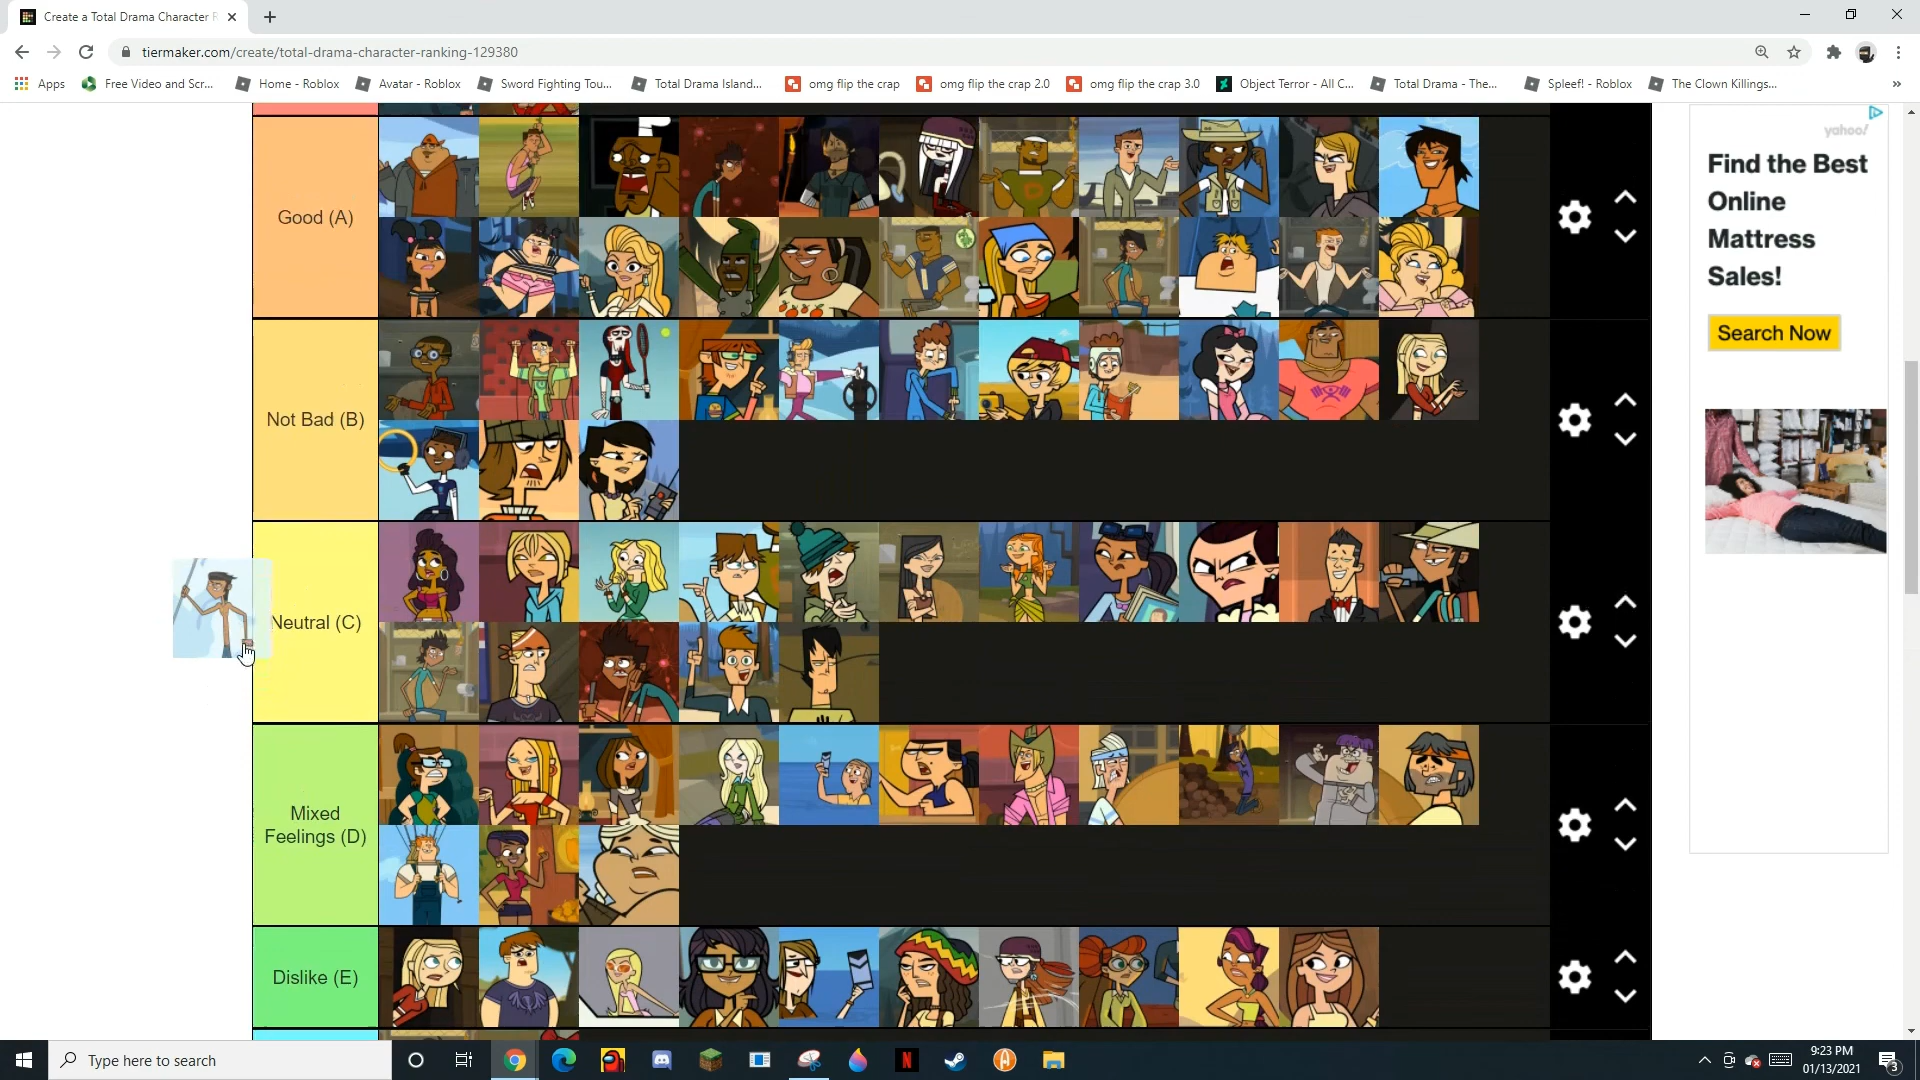 Create a Total Drama Character R
tiermaker.com/create/total-drama-character-ranking-129380
Apps
Free Video and Scr...
Home - Roblox
Avatar - Roblox
Sword Fighting Tou...
Total Drama Island...
omg flip the crap
omg flip the crap 2.0
omg flip the crap 3.0
Object Terror - All C...
Total Drama - The...
Spleef! - Roblox
The Clown Killings...
»
Good (A)
Not Bad (B)
Neutral (C)
Mixed
Feelings (D)
Dislike (E)
yahoo!
Find the Best
Online
Mattress
Sales!
Search Now
Type here to search
9:23 PM
01/13/2021
3